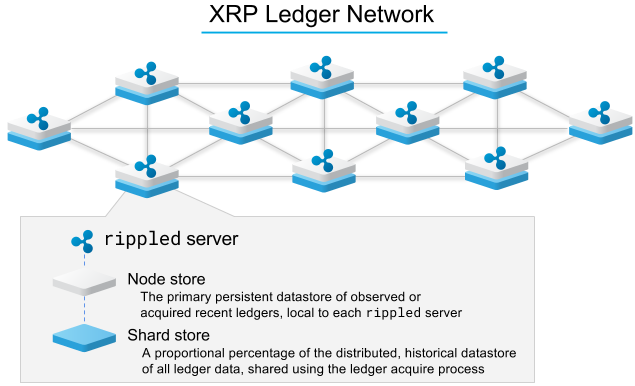 XRP Ledger Network
rippled server
Node store
The primary persistent datastore of observed or
acquired recent ledgers, local to each rippled server
Shard store
A proportional percentage of the distributed, historical datastore
of all ledger data, shared using the ledger acquire process